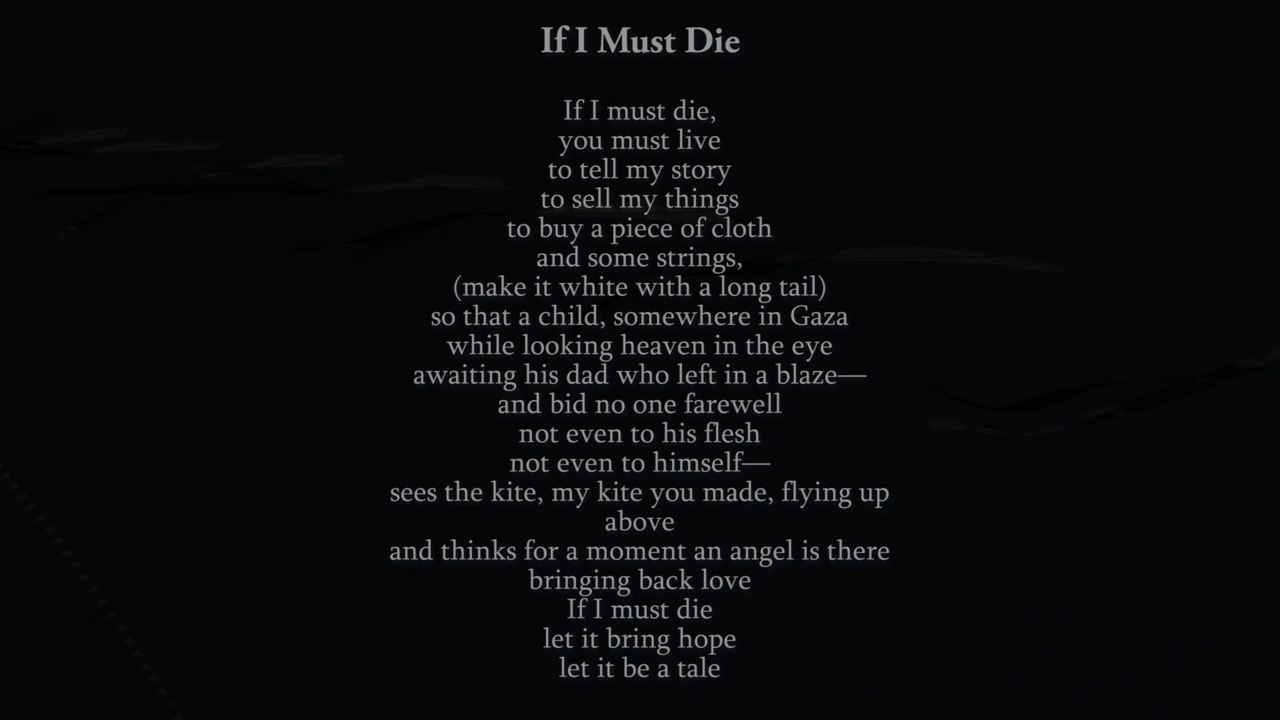 If I Must Die
If I must die,
you must live
to tell my story
to sell my things
to buy a piece of cloth
and some strings,
(make it white with a long tail)
so that a child, somewhere in Gaza
while looking heaven in the eye
awaiting his dad who left in a blaze—
and bid no one farewell
not even to his flesh
not even to himself—
sees the kite, my kite you made, flying up
above
and thinks for a moment an angel is there
bringing back love
If I must die
let it bring hope
let it be a tale